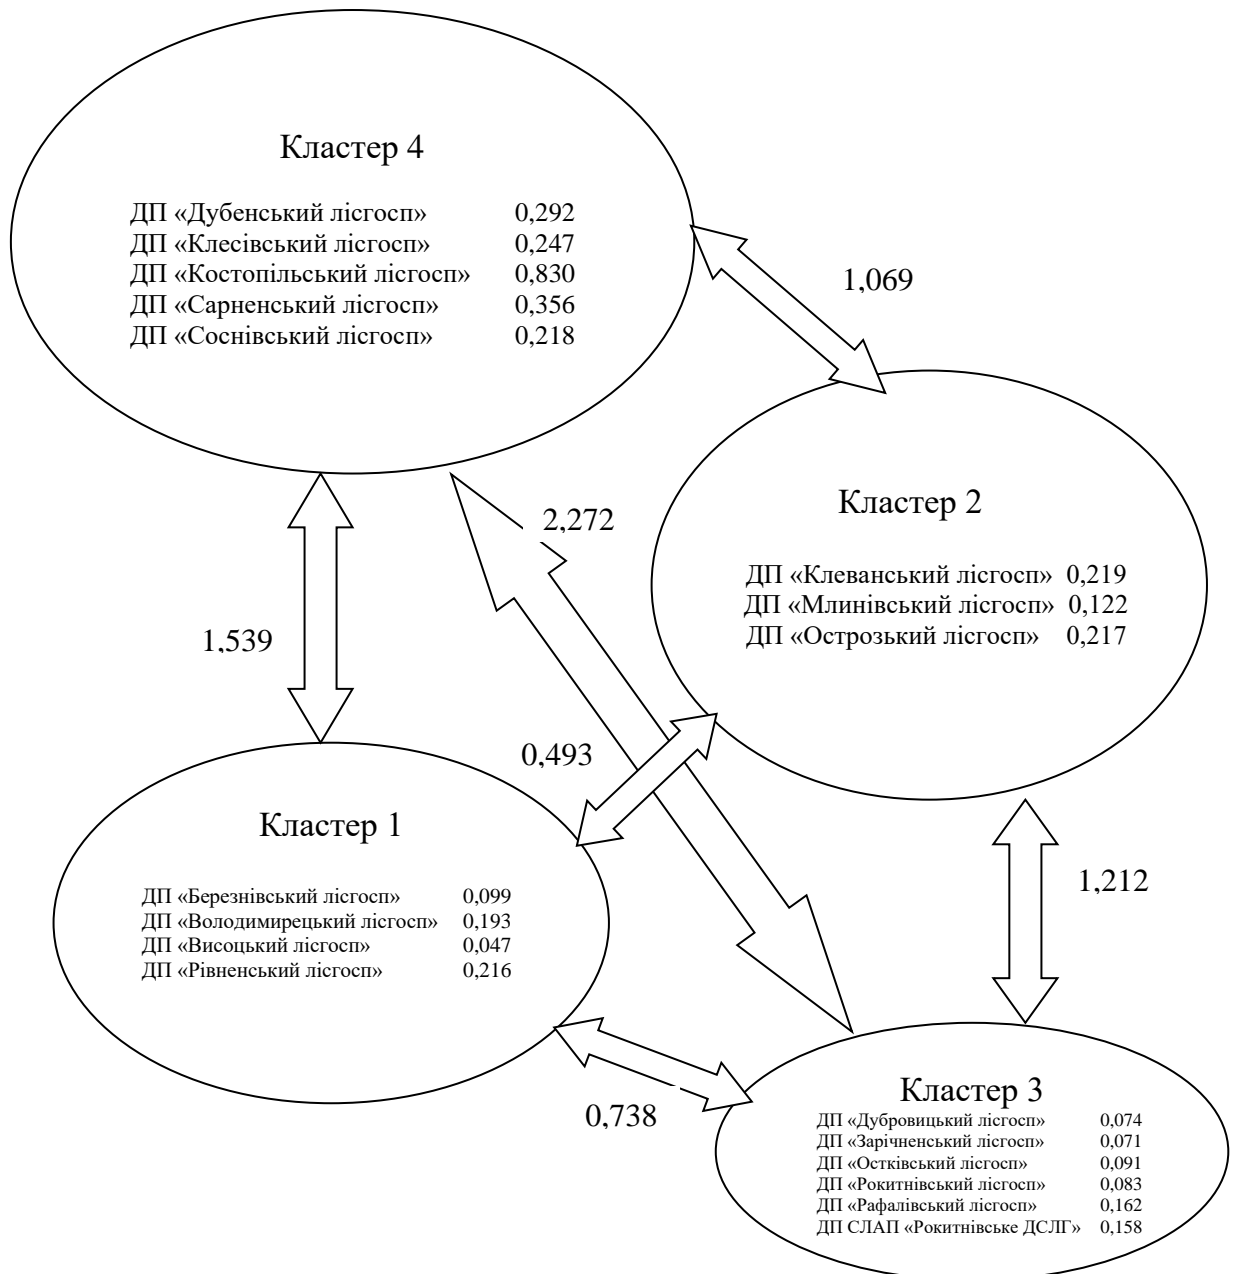 Кластер 4
ДП «Дубенський лісгосп» 0,292
ДП «Клесівський лісгосп» 0,247
ДП «Костопільський лісгосп» 0,830
ДП «Сарненський лісгосп» 0,356
ДП «Соснівський лісгосп» 0,218
1,069
Кластер 2
ДП «Клеванський лісгосп» 0,219
ДП «Млинівський лісгосп» 0,122
ДП «Острозький лісгосп» 0,217
2,272
1,539
0,493
Кластер 1
ДП «Березнівський лісгосп» 0,099
ДП «Володимирецький лісгосп» 0,193
ДП «Висоцький лісгосп» 0,047
ДП «Рівненський лісгосп» 0,216
1,212
0,738
Кластер 3
ДП «Дубровицький лісгосп» 0,074
ДП «Зарічненський лісгосп» 0,071
ДП «Остківський лісгосп» 0,091
ДП «Рокитнівський лісгосп» 0,083
ДП «Рафалівський лісгосп» 0,162
ДП СЛАП «Рокитнівське ДСЛГ» 0,158